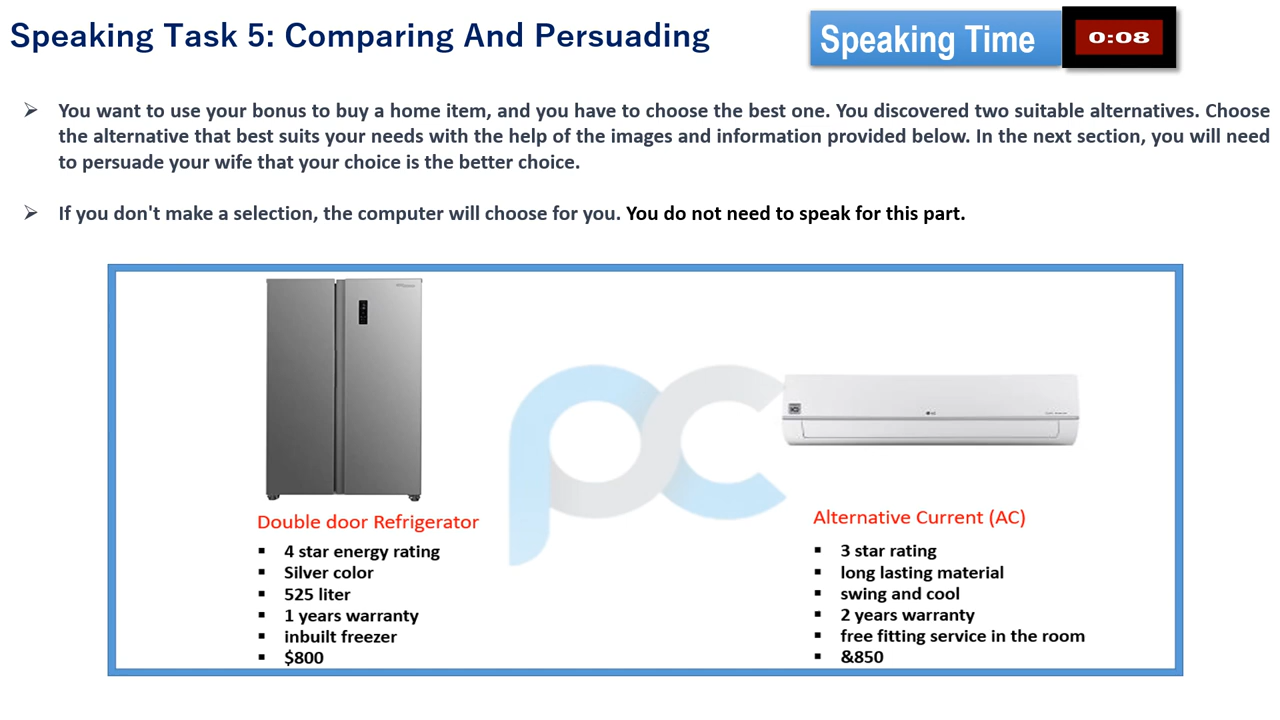 Speaking Task 5: Comparing And Persuading
Speaking Time
0:08
You want to use your bonus to buy a home item, and you have to choose the best one. You discovered two suitable alternatives. Choose
the alternative that best suits your needs with the help of the images and information provided below. In the next section, you will need
to persuade your wife that your choice is the better choice.
If you don't make a selection, the computer will choose for you. You do not need to speak for this part.
pc
LG
Double door Refrigerator
4 star energy rating
Silver color
525 liter
1 years warranty
inbuilt freezer
$800
Alternative Current (AC)
3 star rating
long lasting material
swing and cool
2 years warranty
free fitting service in the room
&850